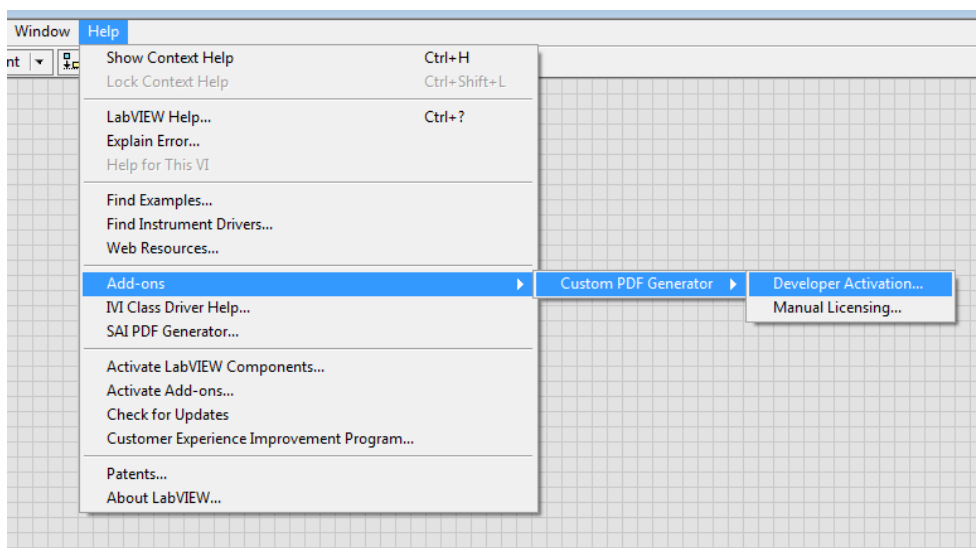 Window Help
nt
Show Context Help Ctrl+H
Lock Context Help Ctrl+Shift+L
LabVIEW Help... Ctrl+?
Explain Error...
Help for This VI
Find Examples...
Find Instrument Drivers...
Web Resources...
Add-ons Custom PDF Generator Developer Activation...
IVI Class Driver Help... Manual Licensing...
SAI PDF Generator...
Activate LabVIEW Components...
Activate Add-ons...
Check for Updates
Customer Experience Improvement Program...
Patents...
About LabVIEW...